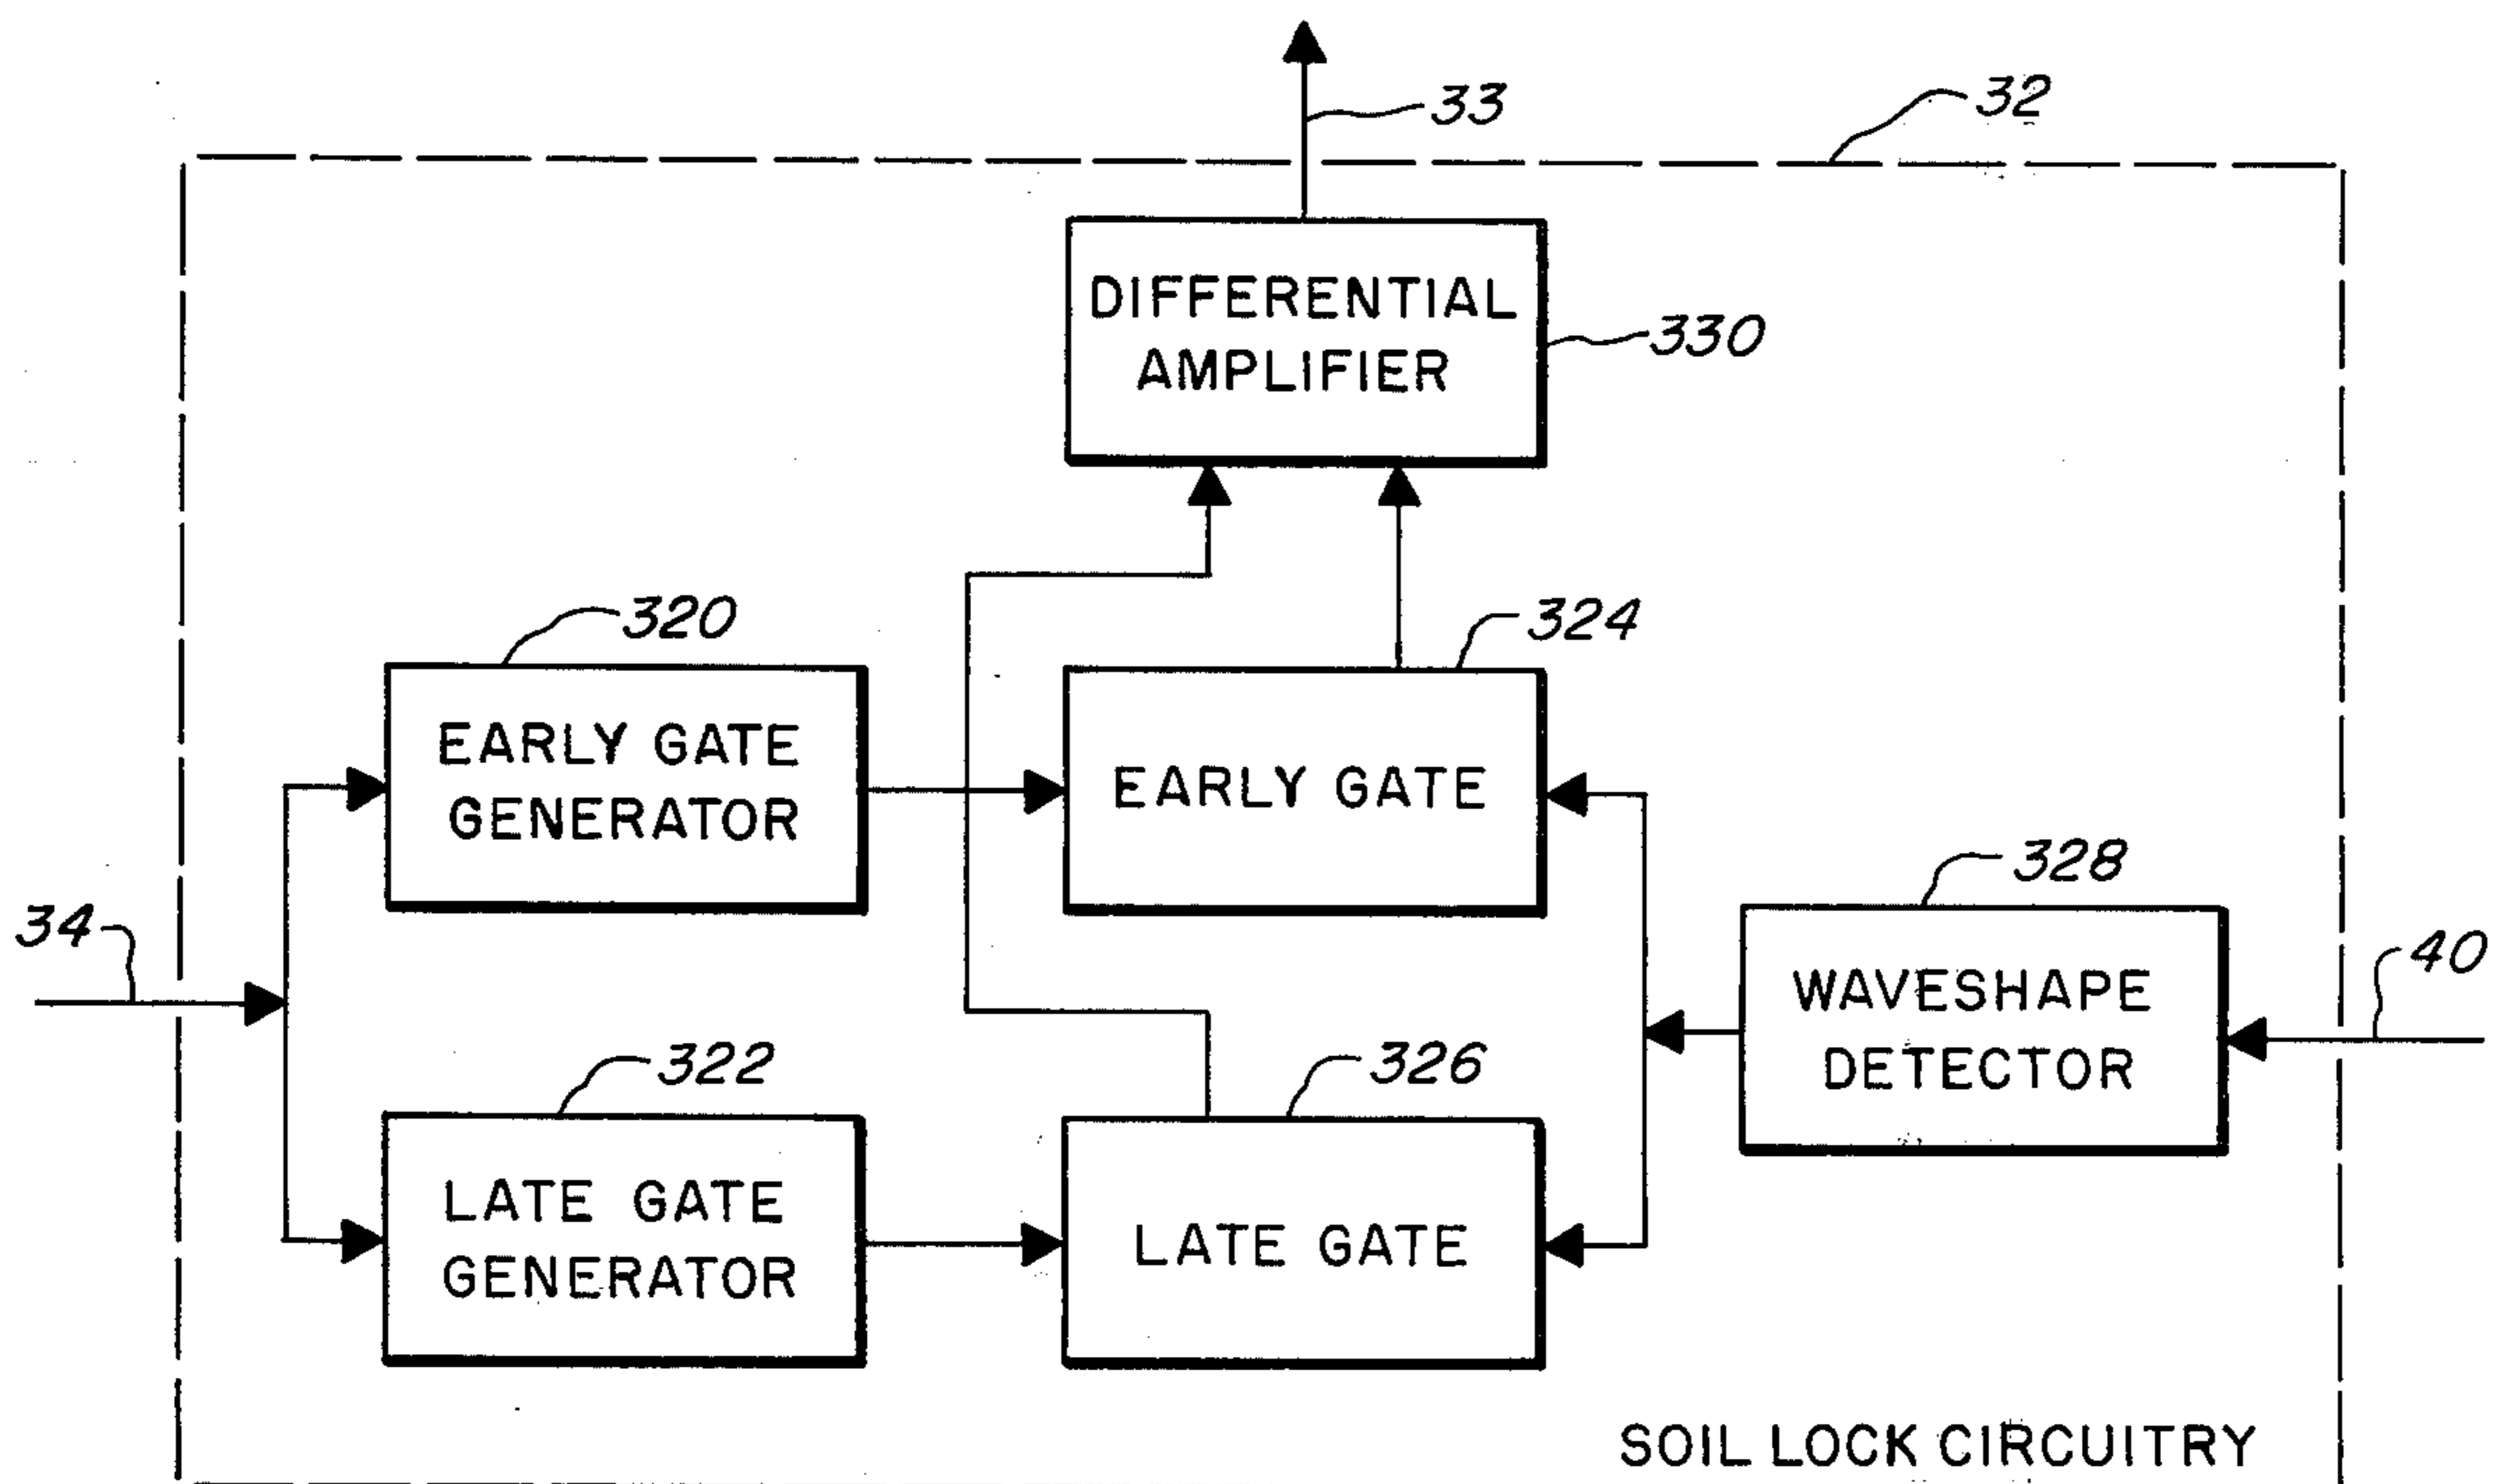 33
32
DIFFERENTIAL
AMPLIFIER
330
320
324
EARLY GATE
GENERATOR
EARLY GATE
328
34
WAVESHAPE
DETECTOR
40
322
326
LATE GATE
GENERATOR
LATE GATE
SOIL LOCK CIRCUITRY